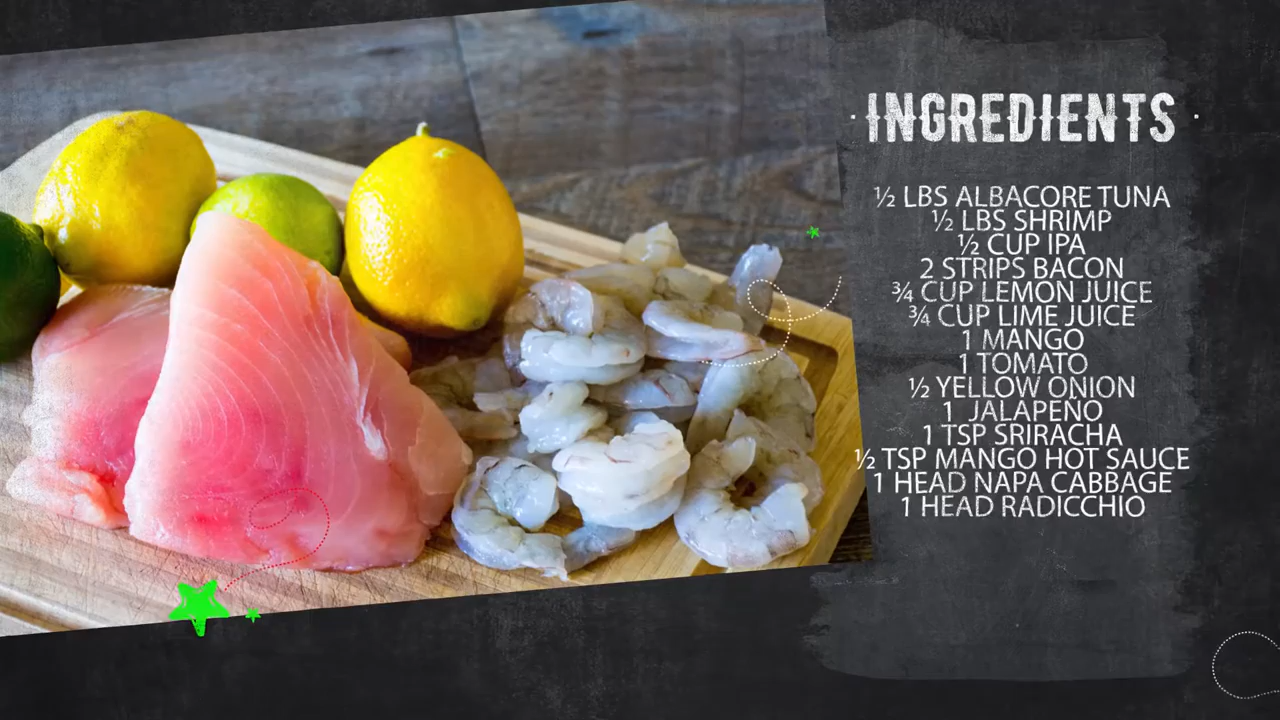 · INGREDIENTS ·
½ LBS ALBACORE TUNA
½ LBS SHRIMP
½ CUP IPA
2 STRIPS BACON
¾ CUP LEMON JUICE
¾ CUP LIME JUICE
1 MANGO
1 TOMATO
½ YELLOW ONION
1 JALAPEÑO
1 TSP SRIRACHA
½ TSP MANGO HOT SAUCE
1 HEAD NAPA CABBAGE
1 HEAD RADICCHIO